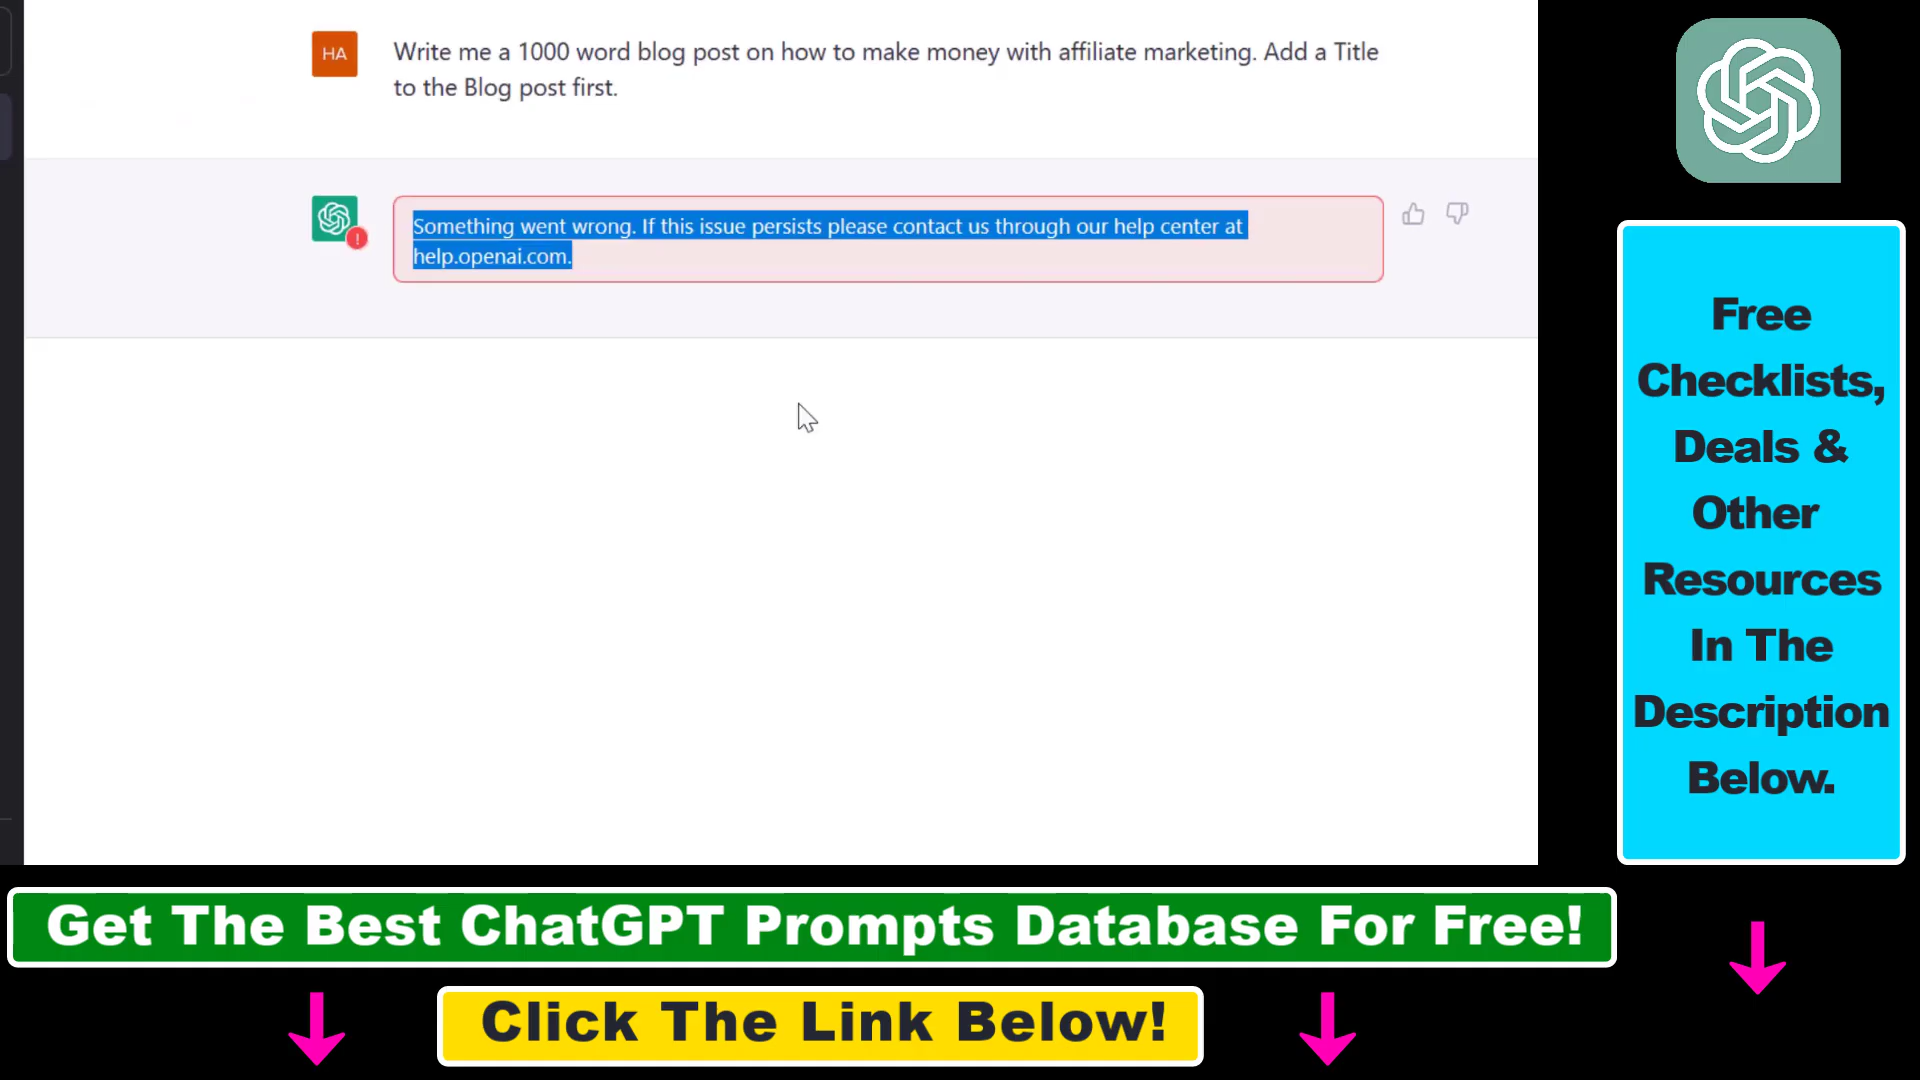 HA
Write me a 1000 word blog post on how to make money with affiliate marketing. Add a Title
to the Blog post first.
!
Something went wrong. If this issue persists please contact us through our help center at
help.openai.com.
Free
Checklists,
Deals &
Other
Resources
In The
Description
Below.
Get The Best ChatGPT Prompts Database For Free!
Click The Link Below!